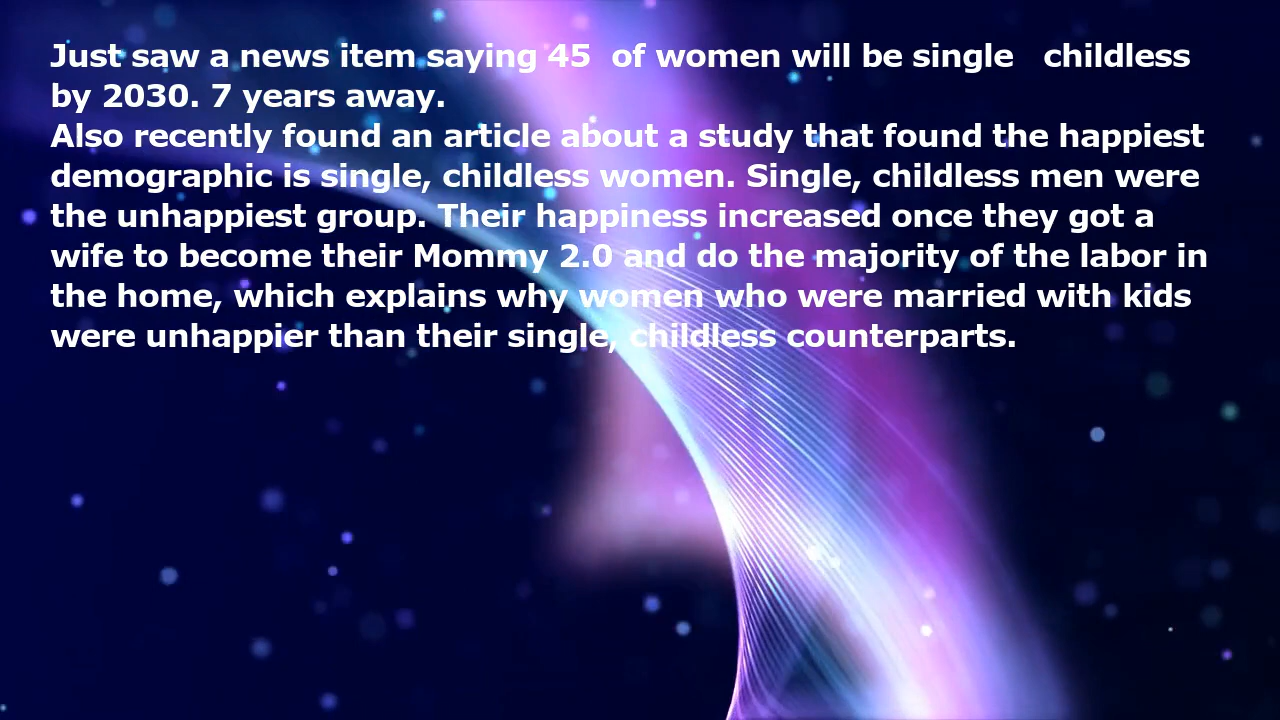 Just saw a news item saying 45  of women will be single   childless
by 2030. 7 years away.
Also recently found an article about a study that found the happiest
demographic is single, childless women. Single, childless men were
the unhappiest group. Their happiness increased once they got a
wife to become their Mommy 2.0 and do the majority of the labor in
the home, which explains why women who were married with kids
were unhappier than their single, childless counterparts.